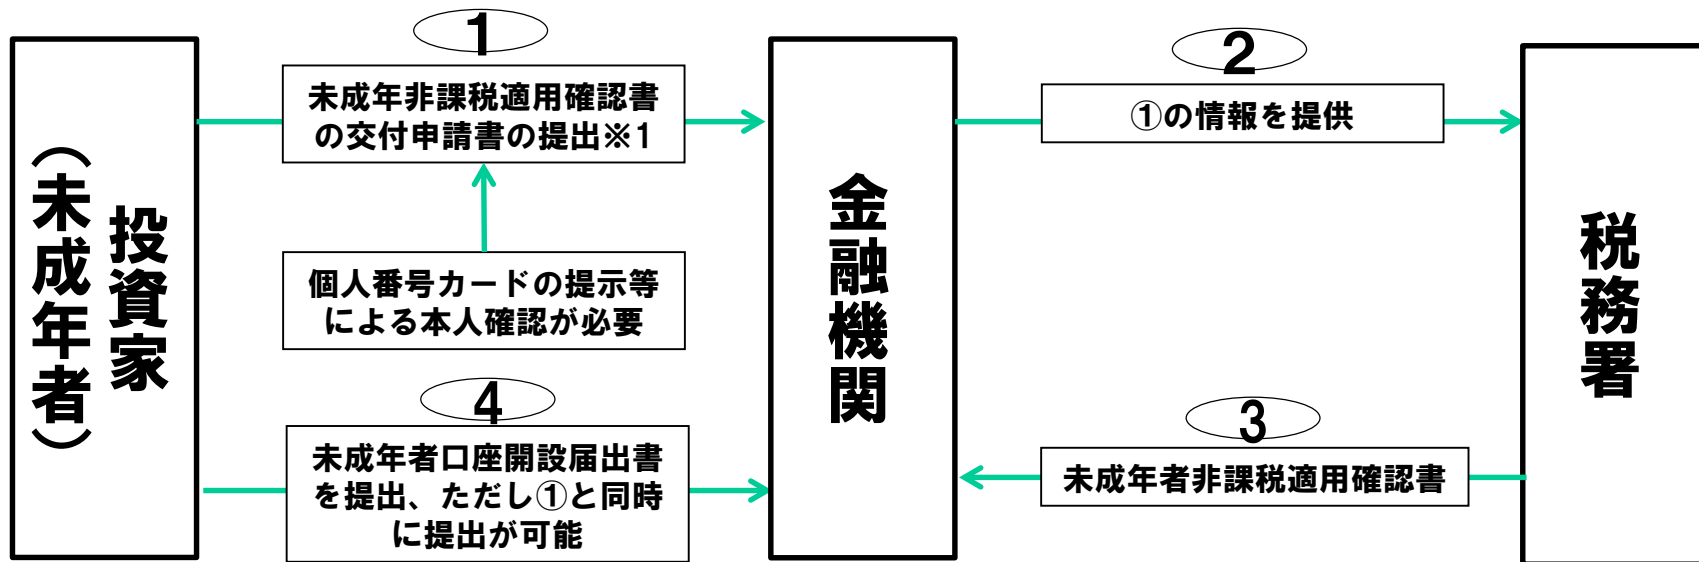 1
未成年非課税適用確認書
の交付申請書の提出※1
個人番号カードの提示等
による本人確認が必要
4
未成年者口座開設届出書
を提出、ただし①と同時
に提出が可能
投資家
（未成年者）
金融機関
2
①の情報を提供
3
未成年者非課税適用確認書
税務署